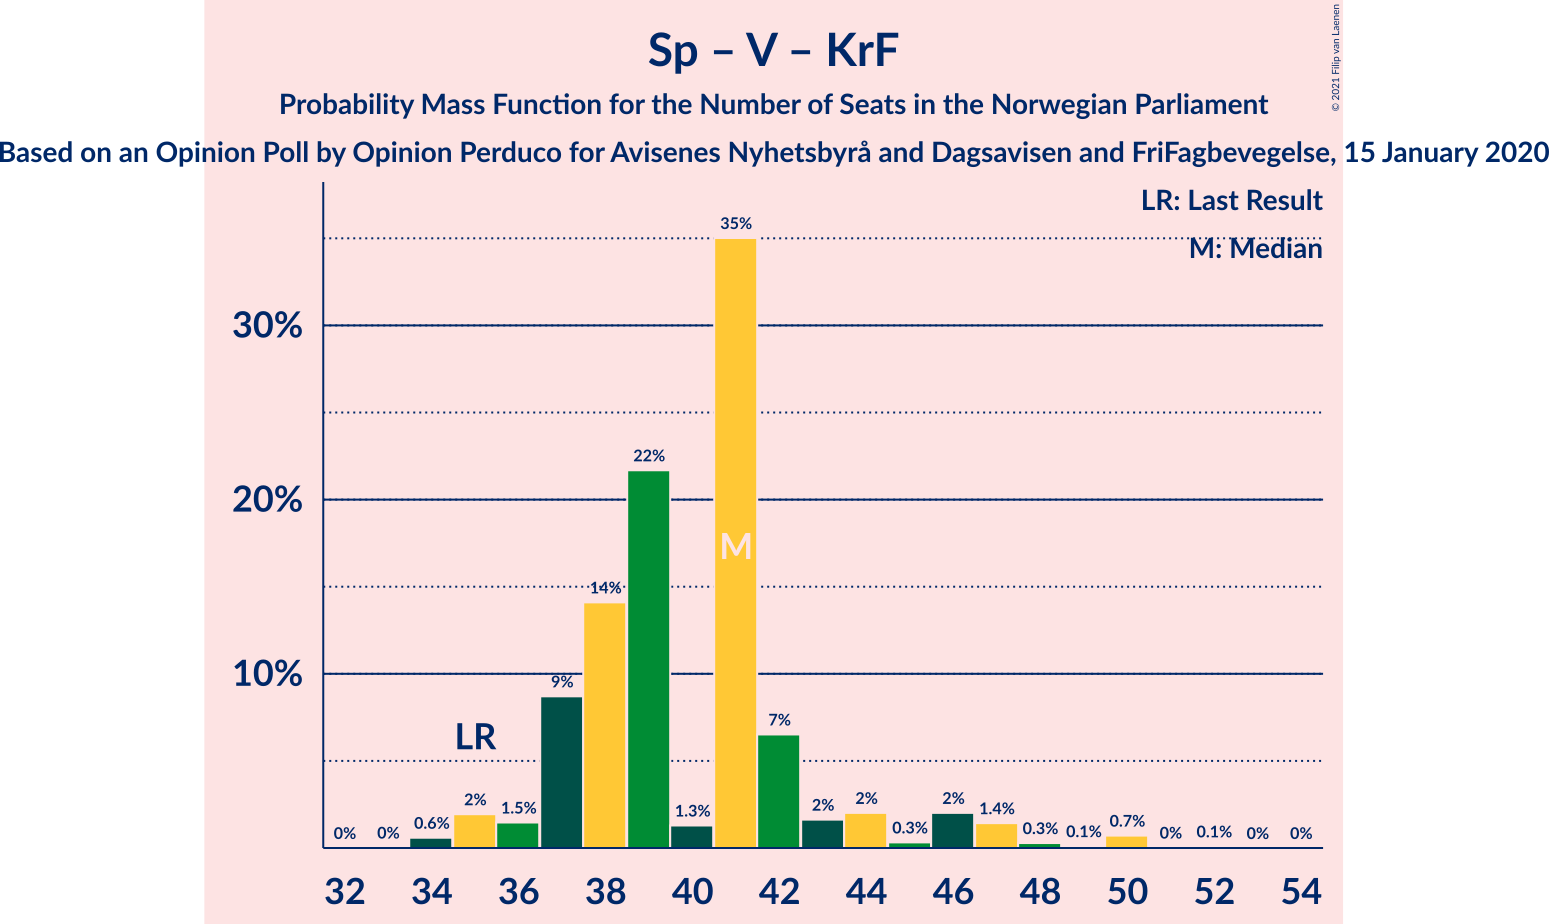 Sp – V – KrF
Probability Mass Function for the Number of Seats in the Norwegian Parliament
Based on an Opinion Poll by Opinion Perduco for Avisenes Nyhetsbyrå and Dagsavisen and FriFagbevegelse, 15 January 2020
© 2021 Filip van Laenen
LR: Last Result
M: Median
35%
30%
22%
20%
M
14%
10%
9%
LR
7%
0% 0% 0.6% 2% 1.5% 1.3% 2% 2% 0.3% 2% 1.4% 0.3% 0.1% 0.7% 0% 0.1% 0% 0%
32 34 36 38 40 42 44 46 48 50 52 54